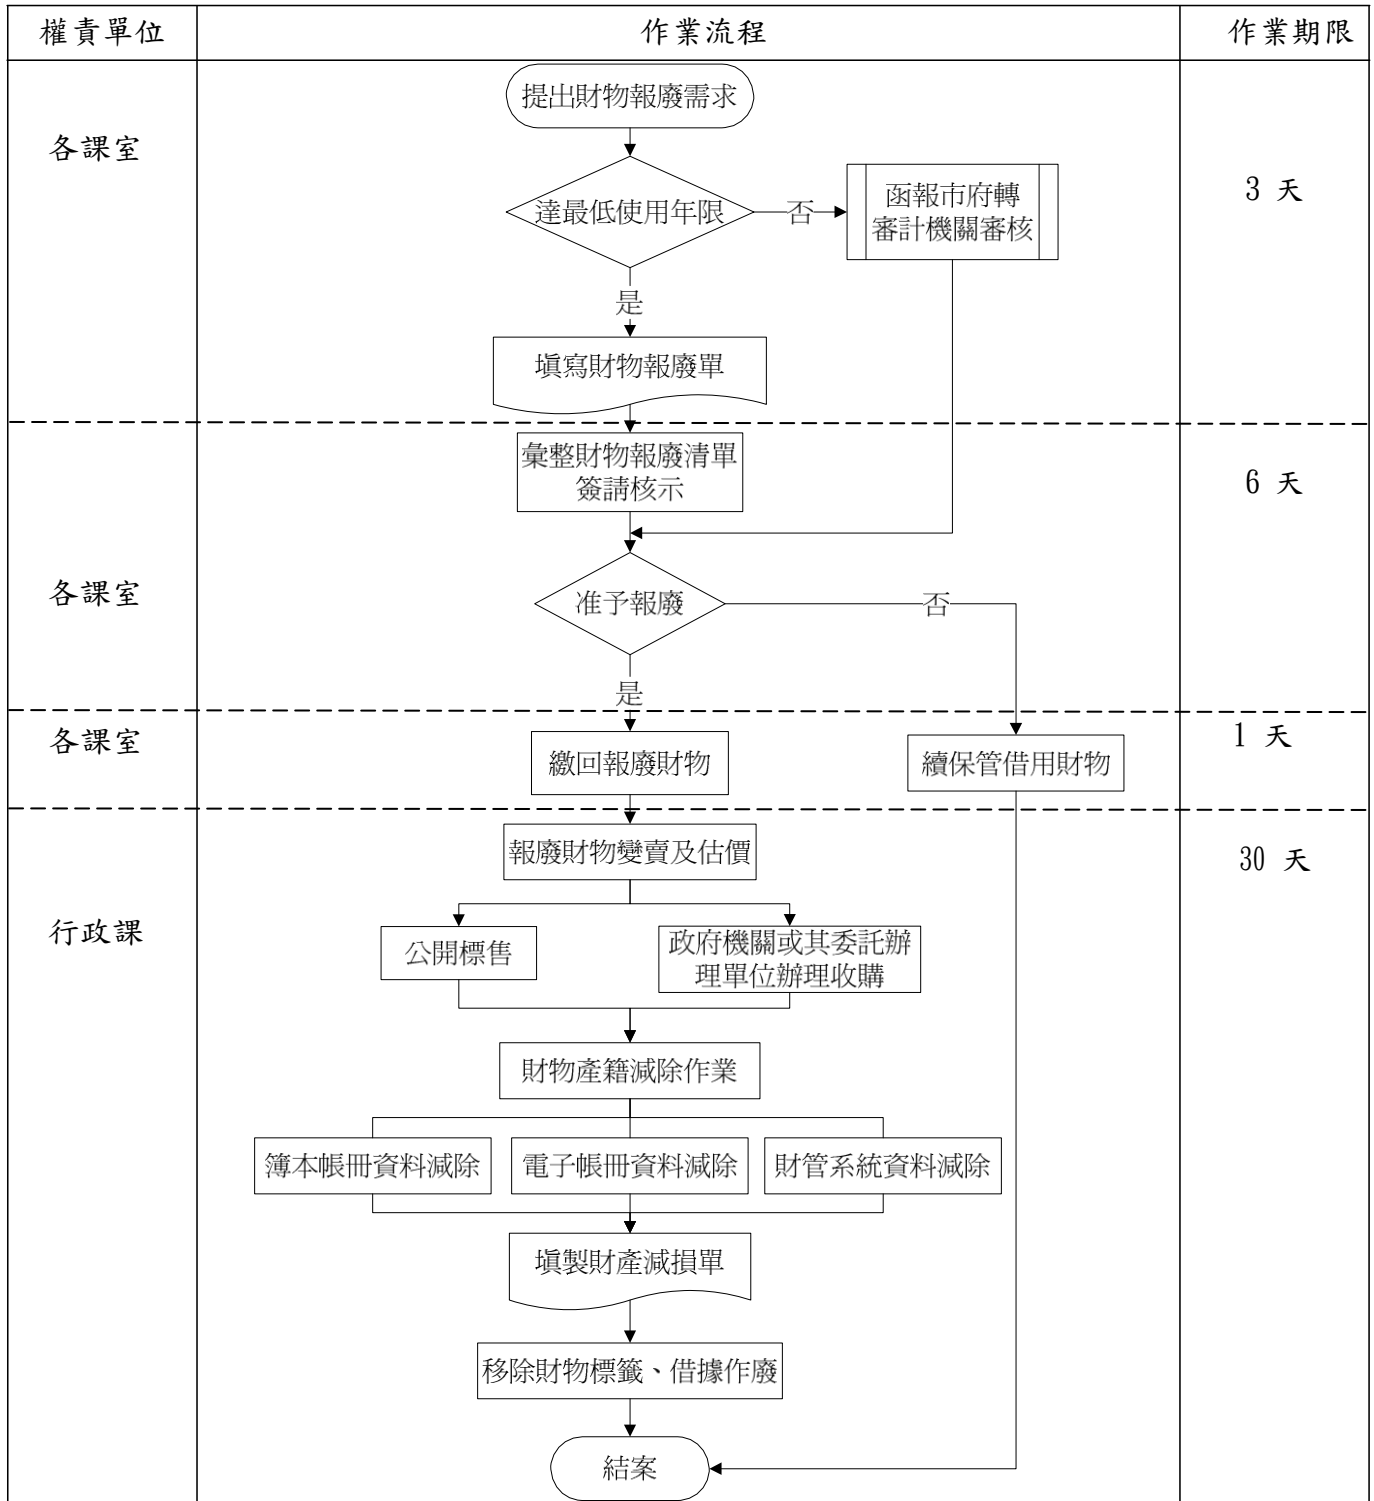 權責單位
作業流程
作業期限
提出財物報廢需求
各課室
3 天
達最低使用年限
否
函報市府轉
審計機關審核
是
填寫財物報廢單
彙整財物報廢清單
簽請核示
6 天
各課室
准予報廢
否
是
各課室
繳回報廢財物
續保管借用財物
1 天
報廢財物變賣及估價
30 天
行政課
公開標售
政府機關或其委託辦
理單位辦理收購
財物產籍減除作業
簿本帳冊資料減除
電子帳冊資料減除
財管系統資料減除
填製財產減損單
移除財物標籤、借據作廢
結案